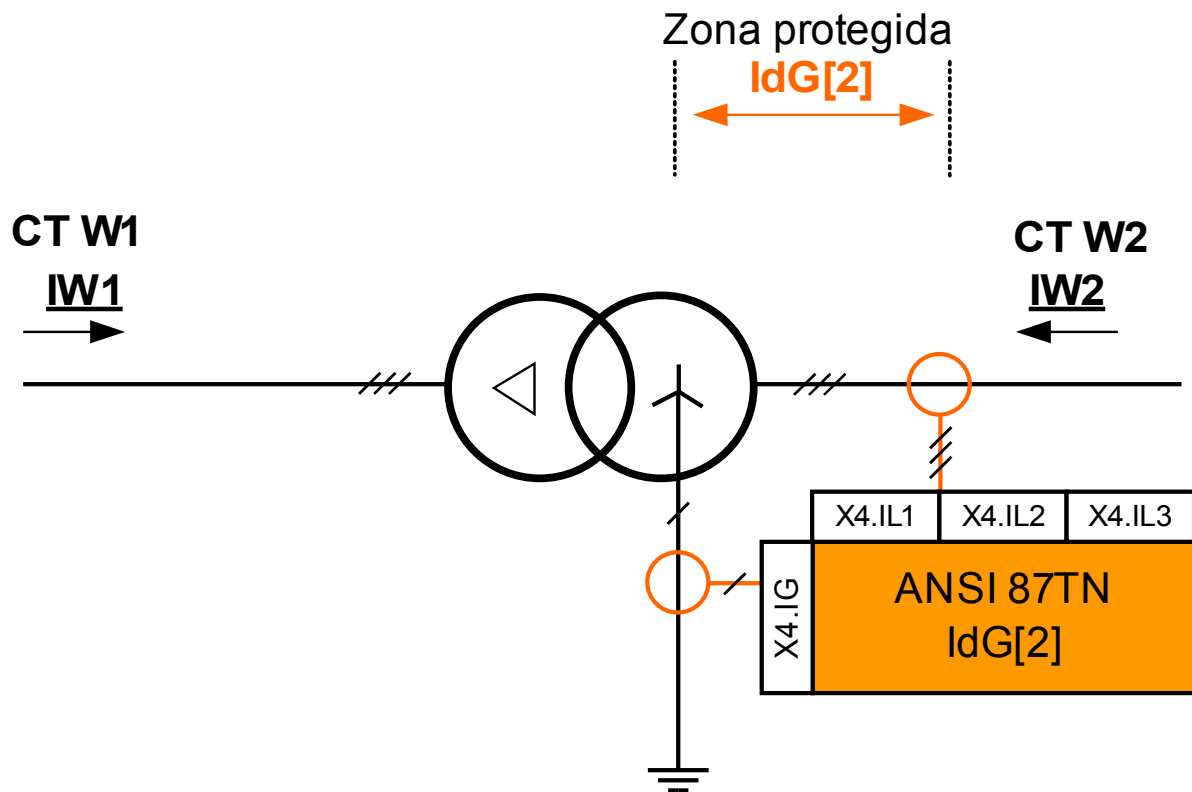 Zona protegida
IdG[2]
CT W1
IW1
CT W2
IW2
X4.IL1
X4.IL2
X4.IL3
X4.IG
ANSI 87TN
IdG[2]